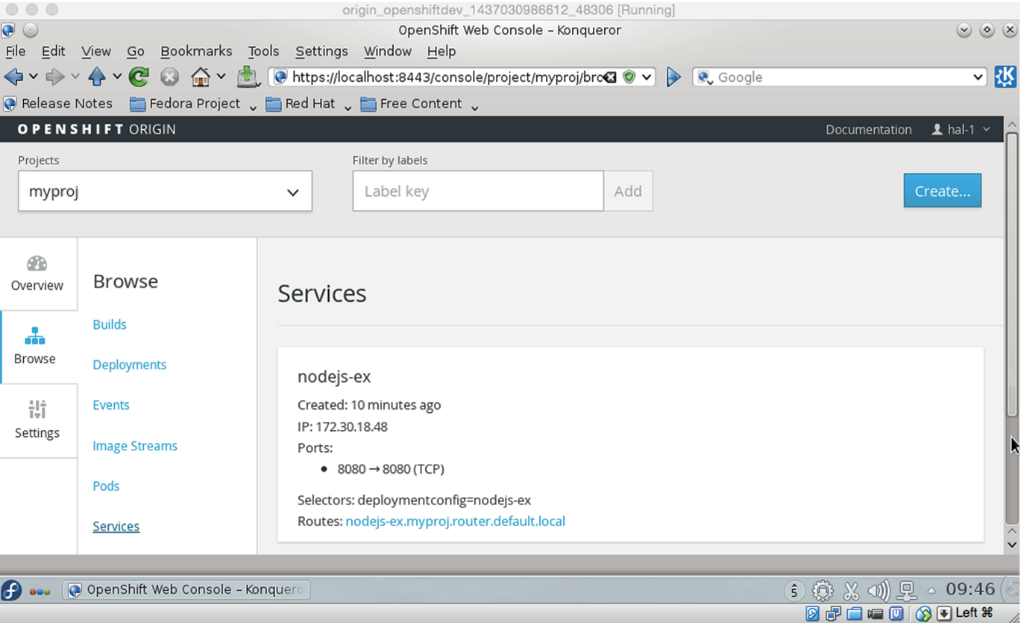 origin_openshiftdev_1437030986612_48306 [Running]
OpenShift Web Console – Konqueror
File Edit View Go Bookmarks Tools Settings Window Help
https://localhost:8443/console/project/myproj/bro Google
Release Notes Fedora Project Red Hat Free Content
OPENSHIFT ORIGIN Documentation hal-1
Projects Filter by labels
myproj Label key Add Create...
Overview
Browse
Settings
Browse
Builds
Deployments
Events
Image Streams
Pods
Services
Services
nodejs-ex
Created: 10 minutes ago
IP: 172.30.18.48
Ports:
• 8080 → 8080 (TCP)
Selectors: deploymentconfig=nodejs-ex
Routes: nodejs-ex.myproj.router.default.local
OpenShift Web Console – Konquero 5 09:46
Left ⌘